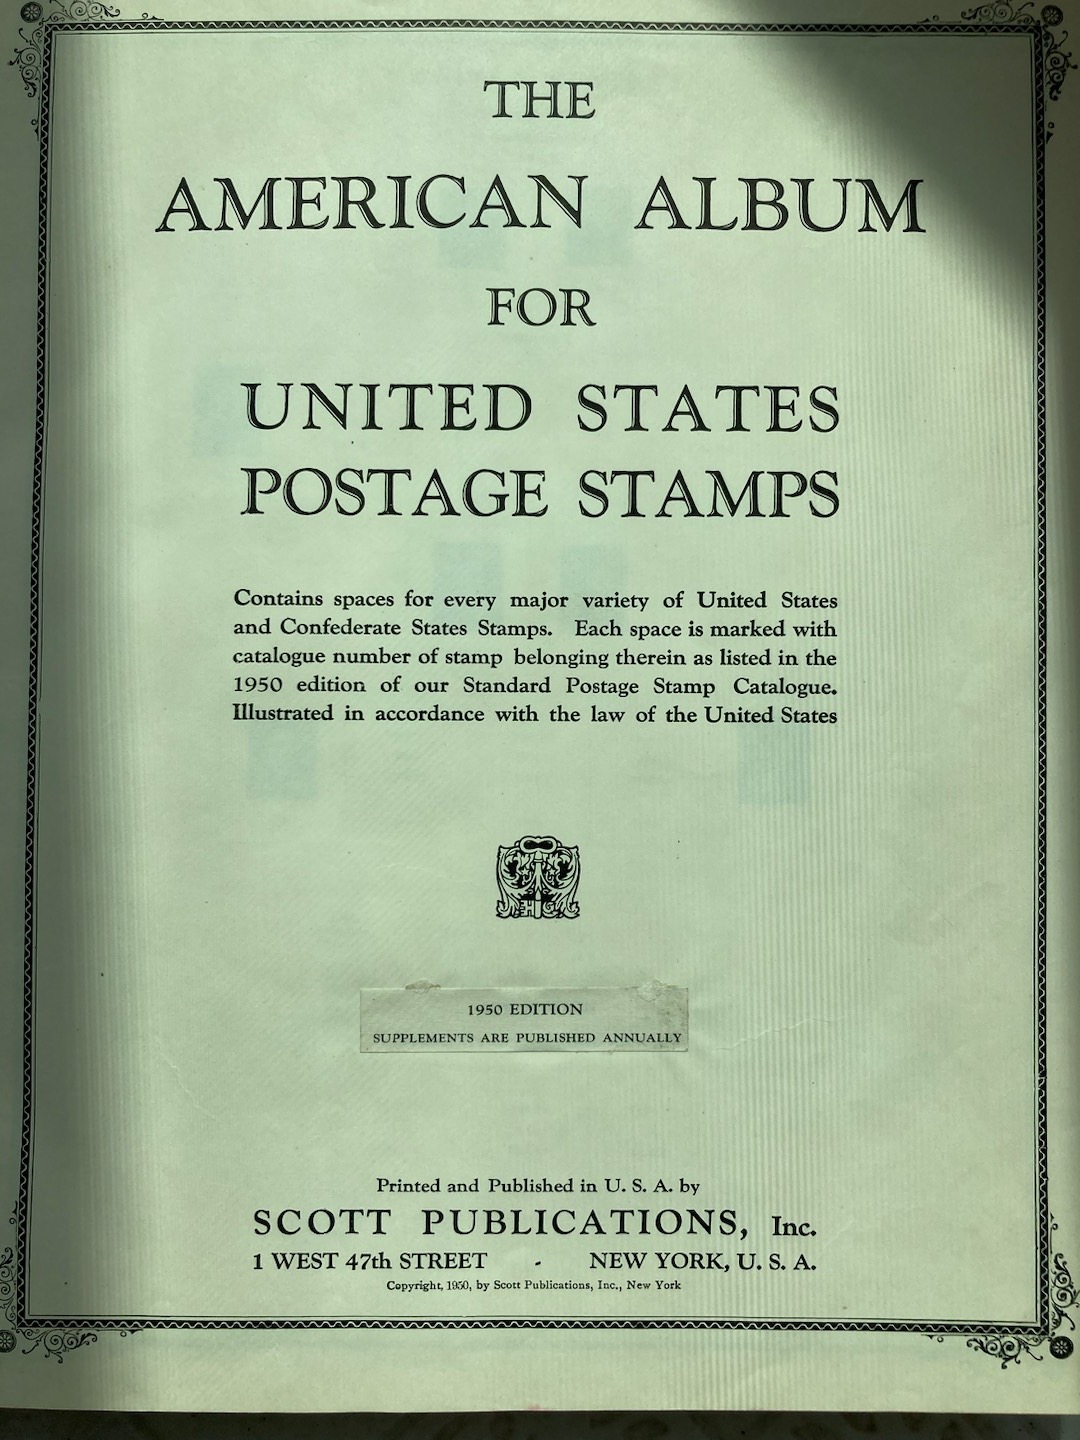 THE
AMERICAN ALBUM
FOR
UNITED STATES
POSTAGE STAMPS
Contains spaces for every major variety of United States
and Confederate States Stamps. Each space is marked with
catalogue number of stamp belonging therein as listed in the
1950 edition of our Standard Postage Stamp Catalogue.
Illustrated in accordance with the law of the United States
1950 EDITION
SUPPLEMENTS ARE PUBLISHED ANNUALLY
Printed and Published in U. S. A. by
SCOTT PUBLICATIONS, Inc.
1 WEST 47th STREET - NEW YORK, U. S. A.
Copyright, 1950, by Scott Publications, Inc., New York